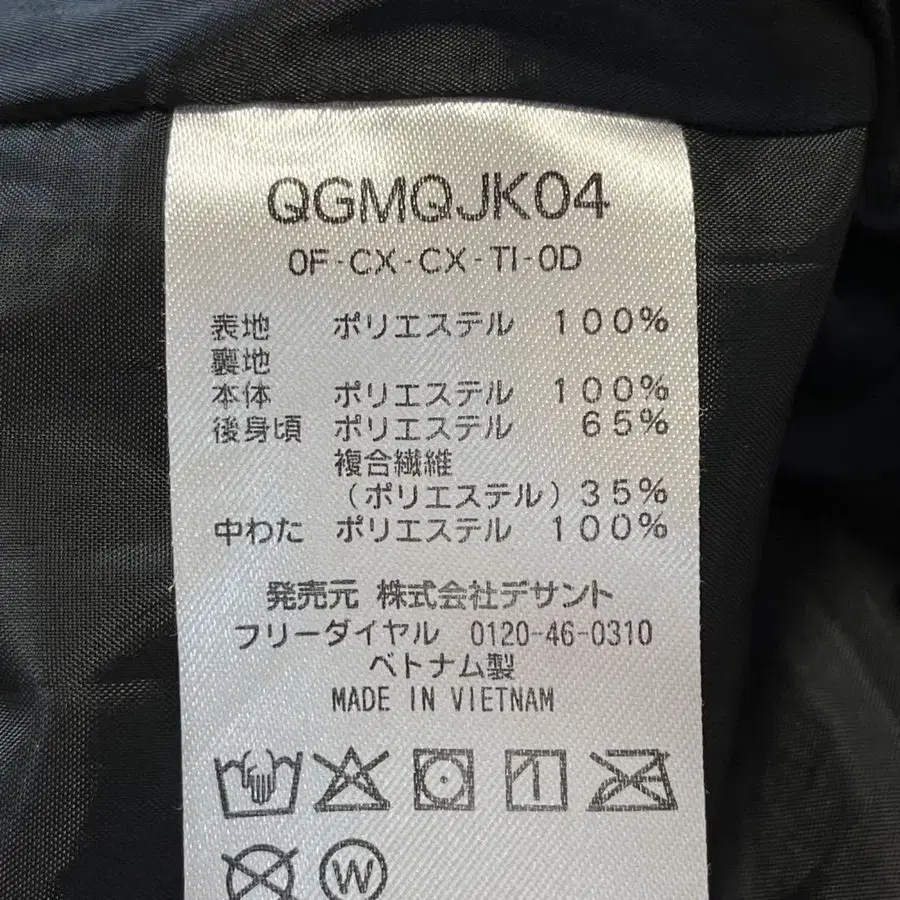 QGMQJK04
0F-CX-CX-TI-0D
表地 ポリエステル 100%
裏地
本体 ポリエステル 100%
後身頃 ポリエステル 65%
複合繊維
(ポリエステル) 35%
中わた ポリエステル 100%
発売元 株式会社デサント
フリーダイヤル 0120-46-0310
ベトナム製
MADE IN VIETNAM
W